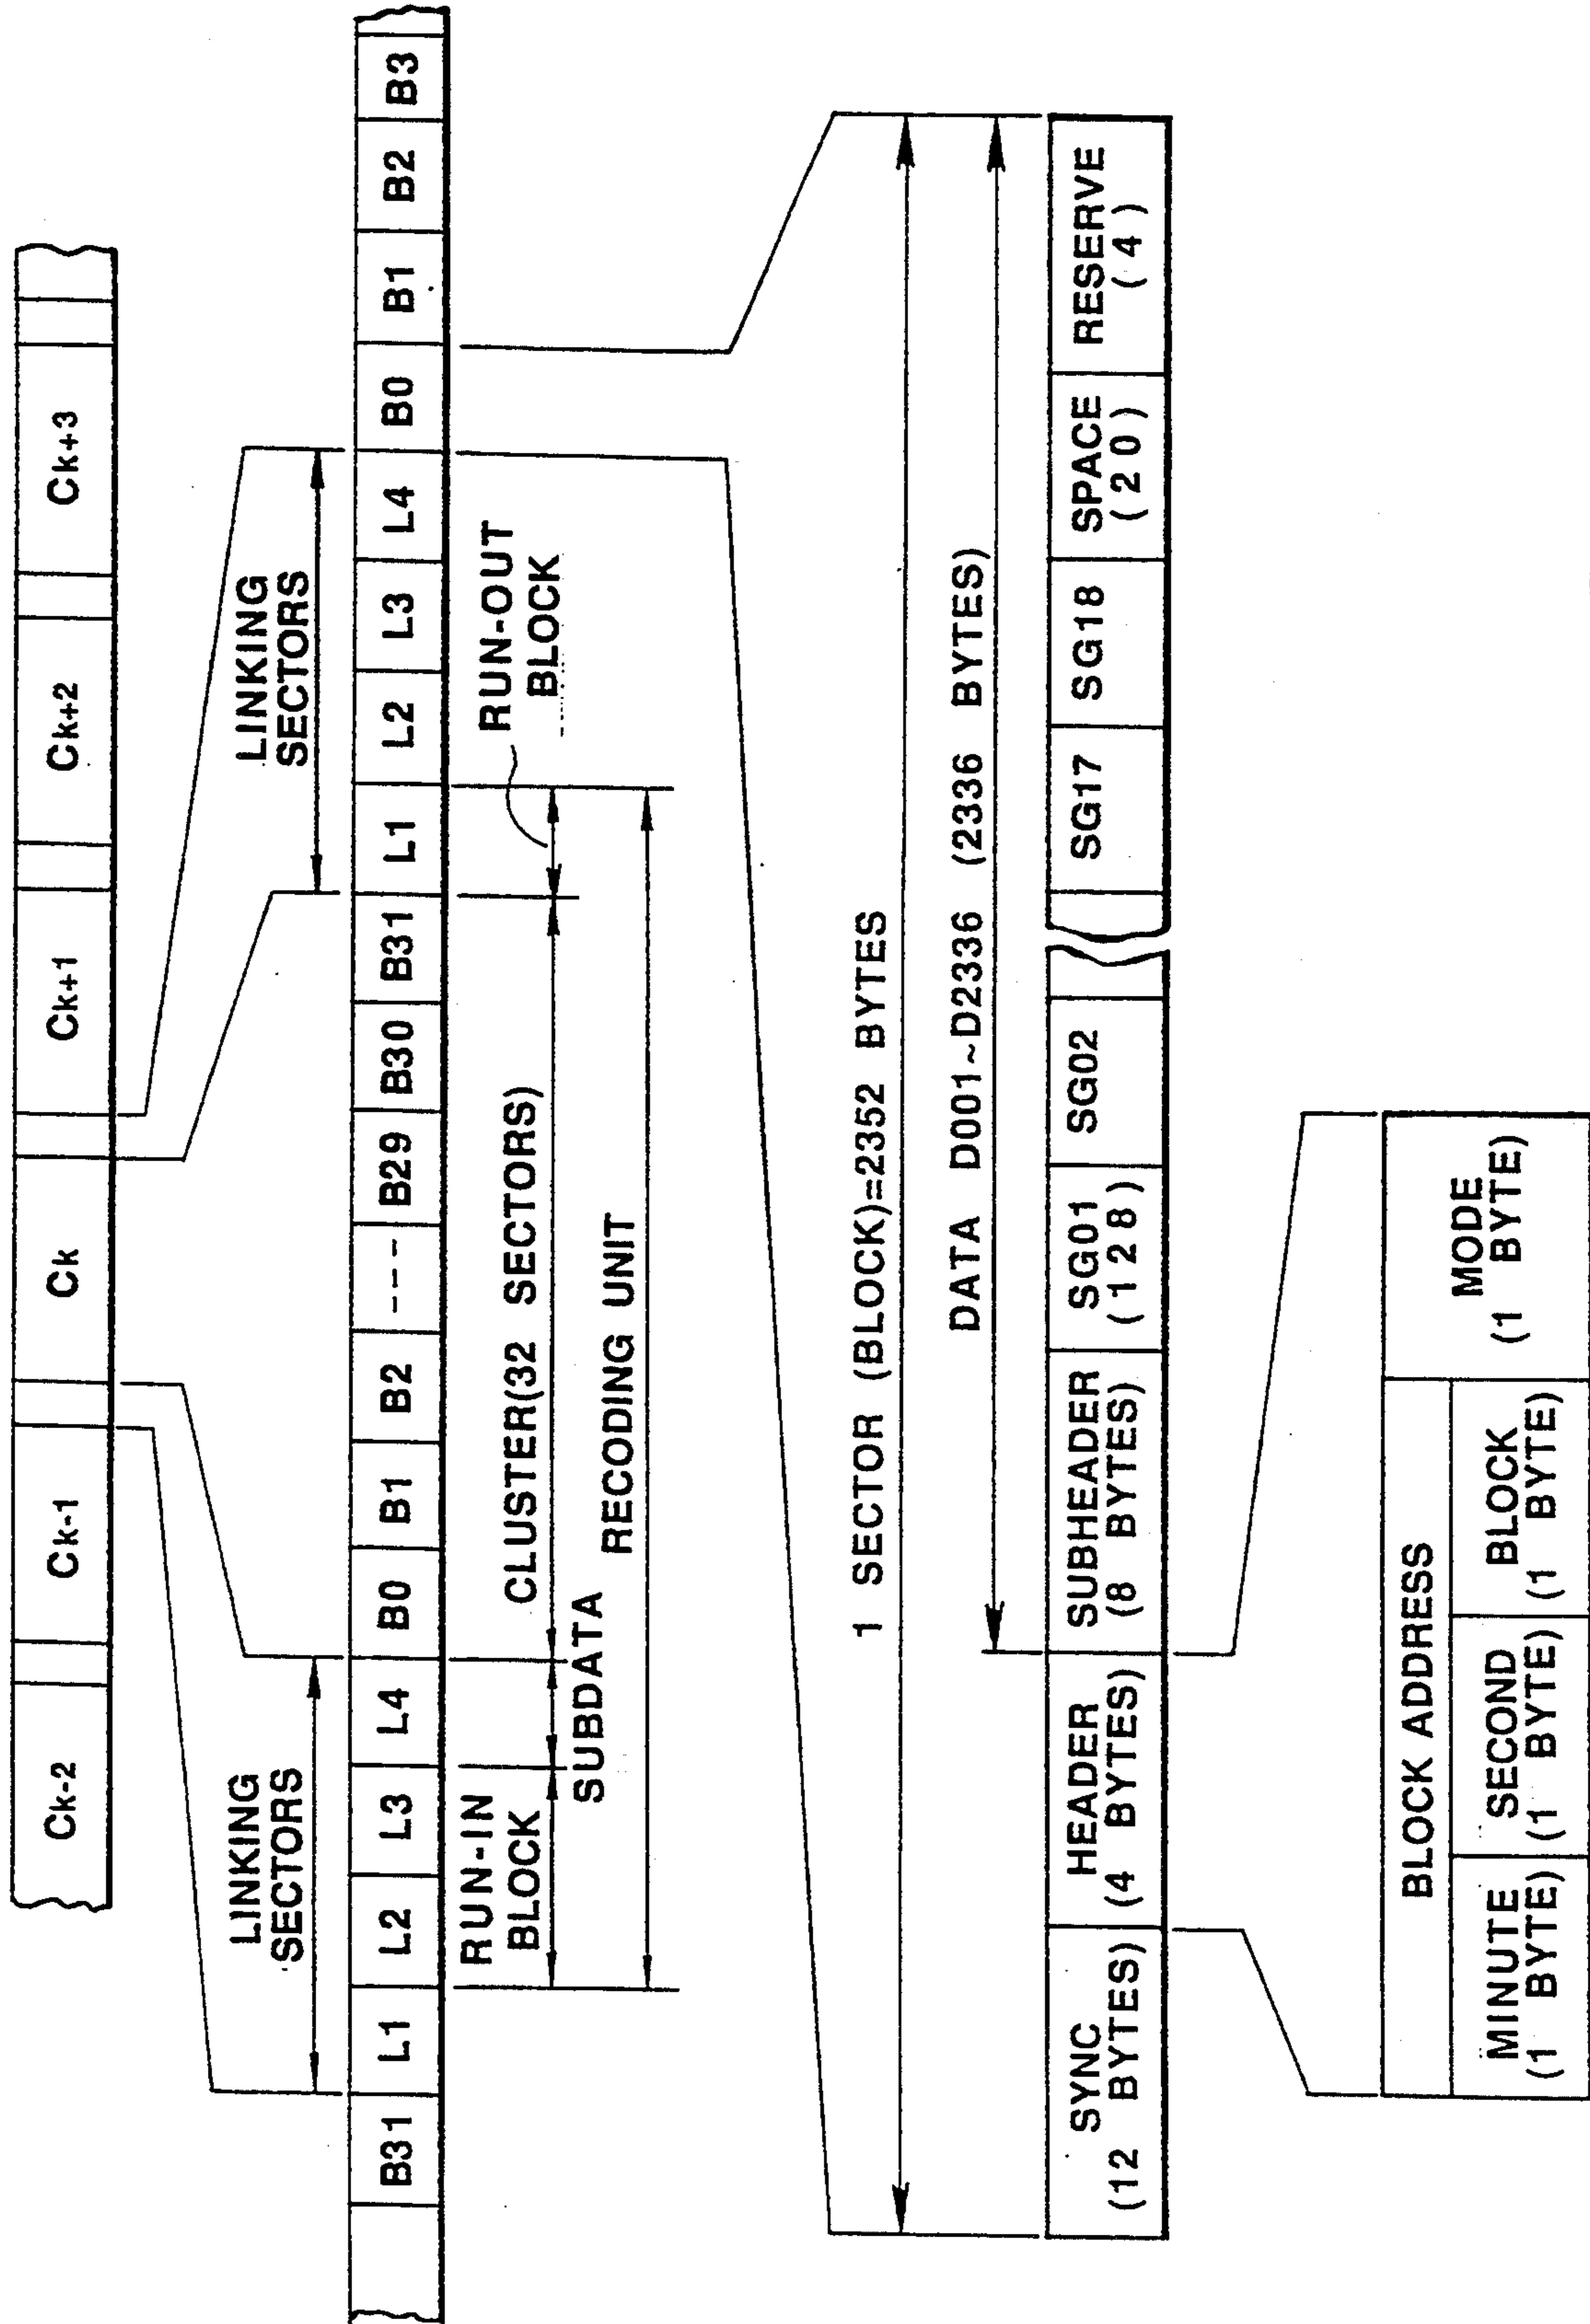 Ck-2 Ck-1 Ck Ck+1 Ck+2 Ck+3
LINKING
SECTORS
LINKING
SECTORS
B31 L1 L2 L3 L4 B0 B1 B2 --- B29 B30 B31 L1 L2 L3 L4 B0 B1 B2 B3
RUN-IN
BLOCK
CLUSTER(32 SECTORS)
RUN-OUT
BLOCK
SUBDATA
RECODING UNIT
1 SECTOR (BLOCK)=2352 BYTES
DATA D001~D2336 (2336 BYTES)
SYNC
(12 BYTES)
HEADER
(4 BYTES)
SUBHEADER
(8 BYTES)
SG01
(128)
SG02
SG17
SG18
SPACE
(20)
RESERVE
(4)
BLOCK ADDRESS
MINUTE
(1 BYTE)
SECOND
(1 BYTE)
BLOCK
(1 BYTE)
MODE
(1 BYTE)